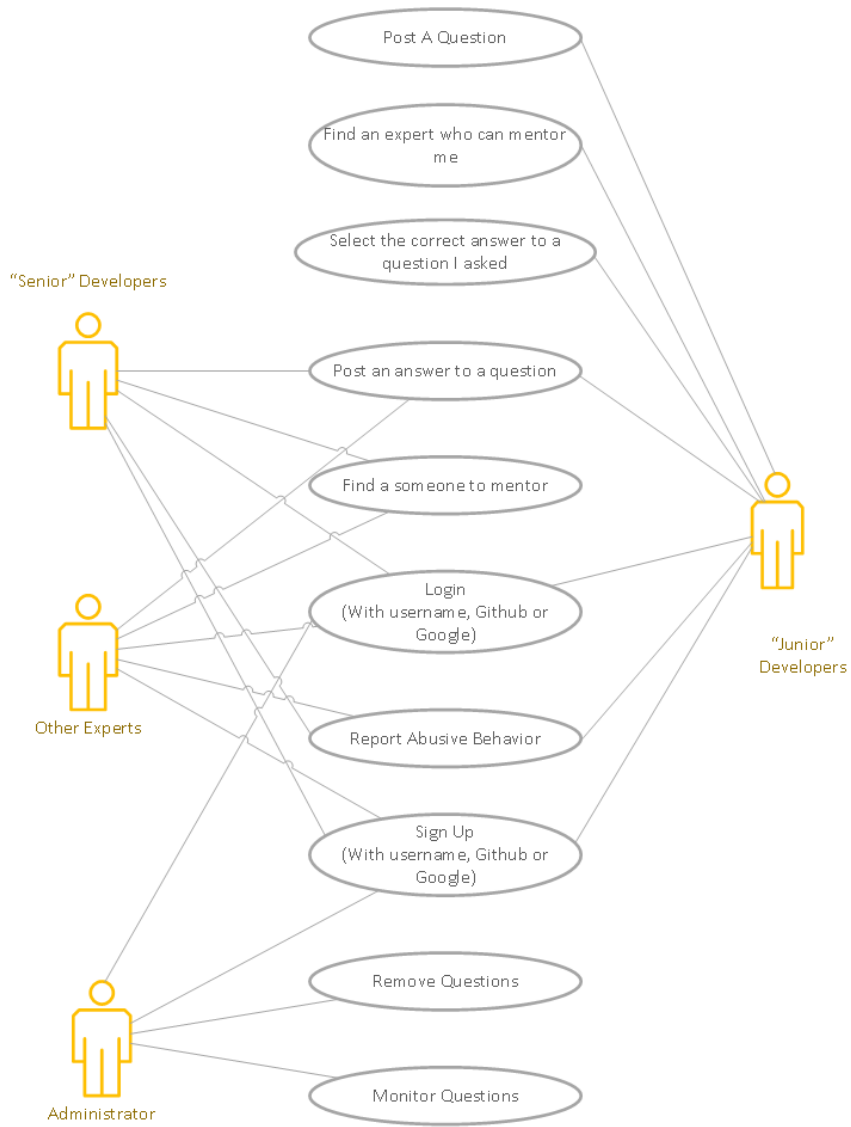 Post A Question
Find an expert who can mentor
me
Select the correct answer to a
question I asked
“Senior” Developers
Post an answer to a question
Find a someone to mentor
Login
(With username, Github or
Google)
“Junior”
Developers
Other Experts
Report Abusive Behavior
Sign Up
(With username, Github or
Google)
Remove Questions
Monitor Questions
Administrator